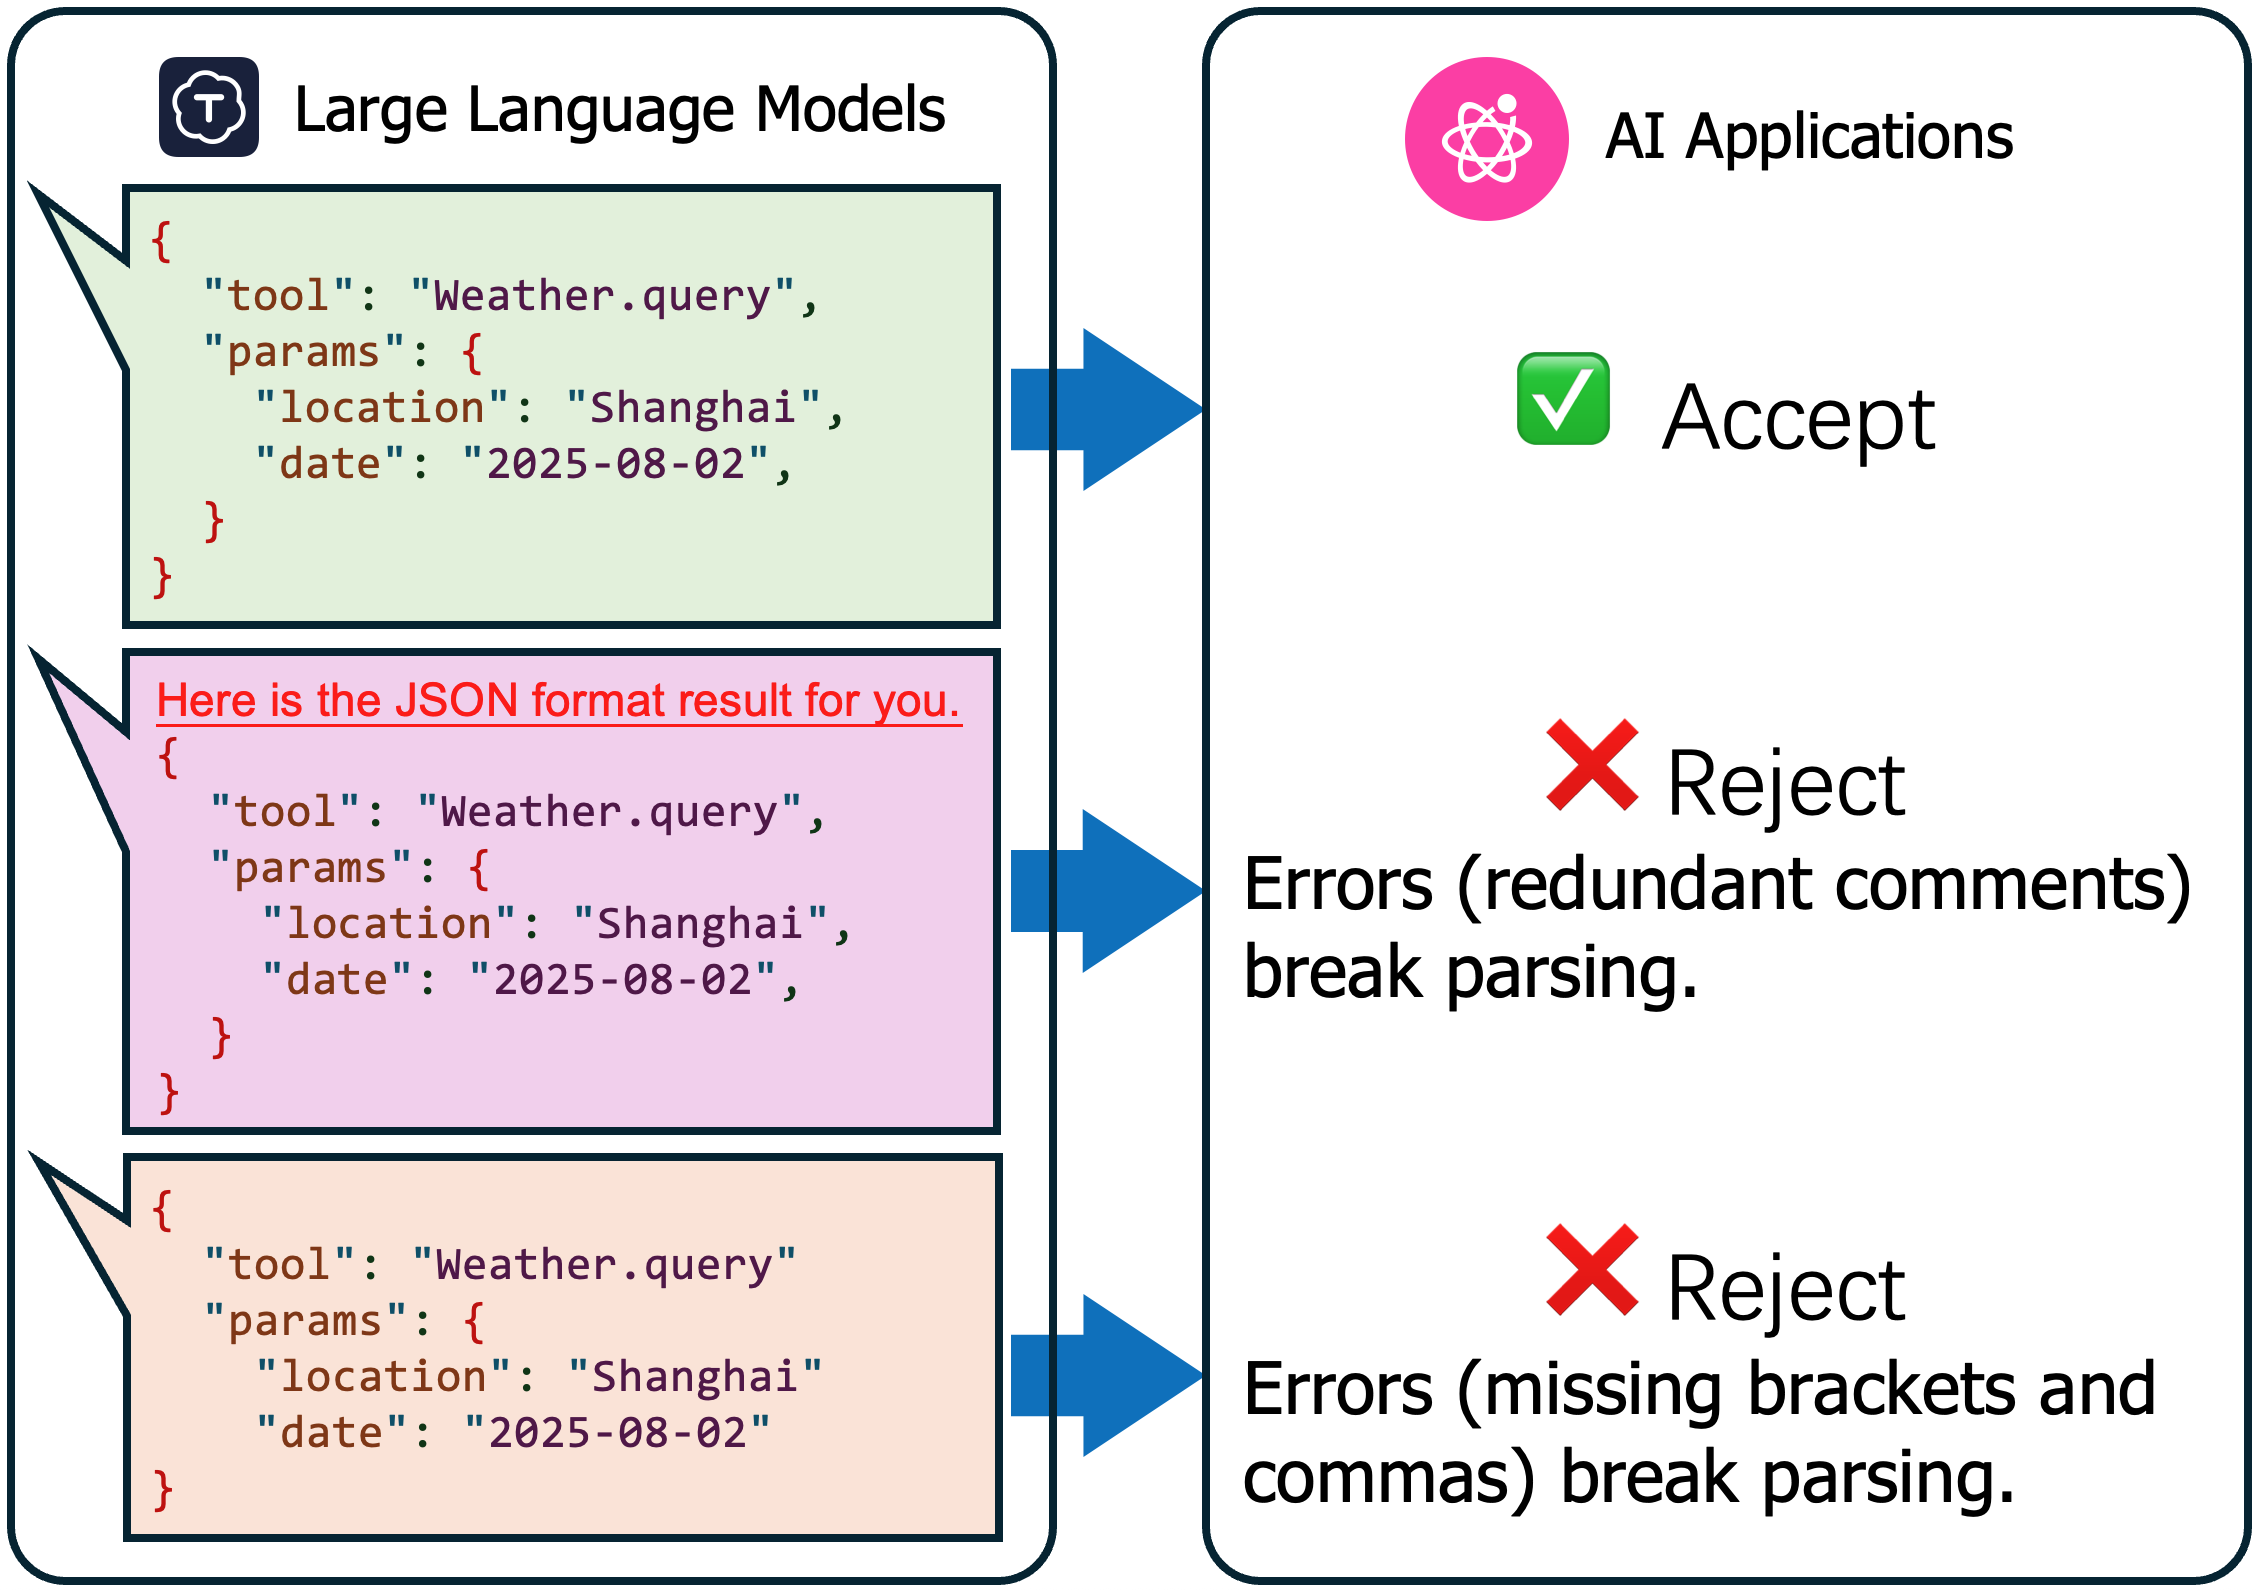 T
Large Language Models
{
"tool": "Weather.query",
"params": {
"location": "Shanghai",
"date": "2025-08-02",
}
}
Here is the JSON format result for you.
{
"tool": "Weather.query",
"params": {
"location": "Shanghai",
"date": "2025-08-02",
}
}
{
"tool": "Weather.query"
"params": {
"location": "Shanghai"
"date": "2025-08-02"
}
AI Applications
Accept
Reject
Errors (redundant comments)
break parsing.
Reject
Errors (missing brackets and
commas) break parsing.